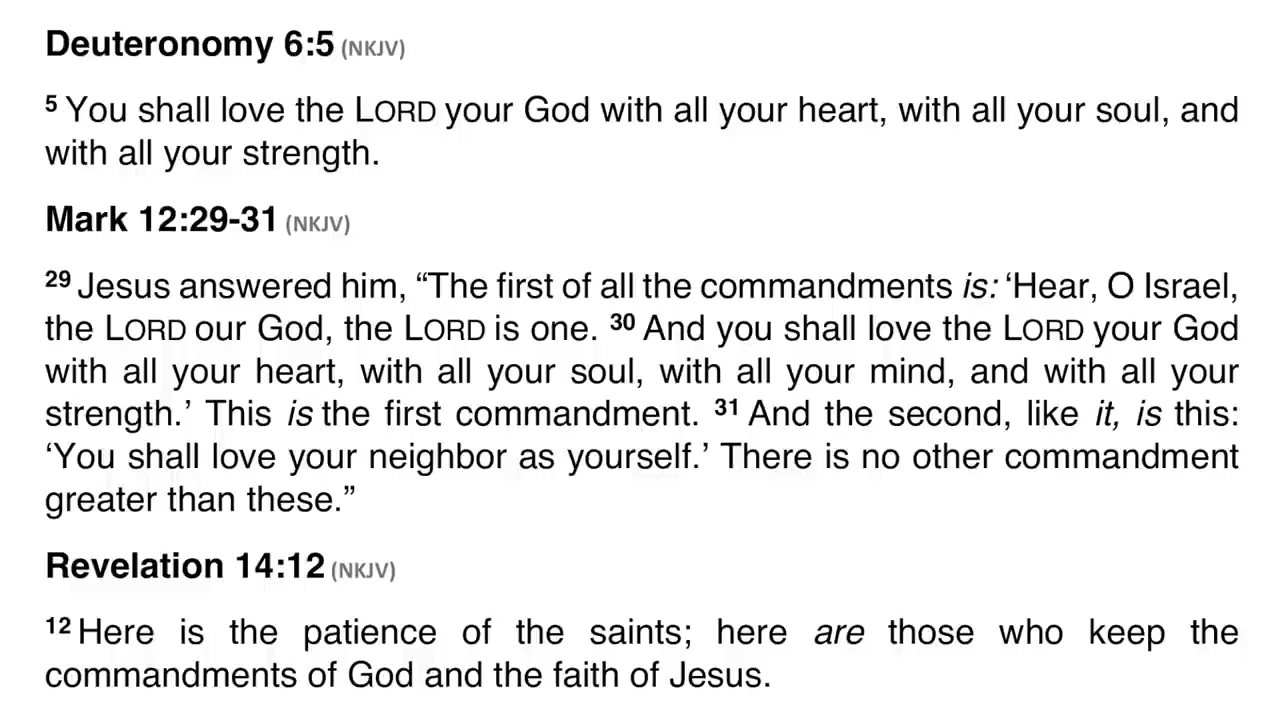 Deuteronomy 6:5 (NKJV)
5 You shall love the LORD your God with all your heart, with all your soul, and
with all your strength.
Mark 12:29-31 (NKJV)
29 Jesus answered him, “The first of all the commandments is: ‘Hear, O Israel,
the LORD our God, the LORD is one. 30 And you shall love the LORD your God
with all your heart, with all your soul, with all your mind, and with all your
strength.’ This is the first commandment. 31 And the second, like it, is this:
‘You shall love your neighbor as yourself.’ There is no other commandment
greater than these.”
Revelation 14:12 (NKJV)
12 Here is the patience of the saints; here are those who keep the
commandments of God and the faith of Jesus.